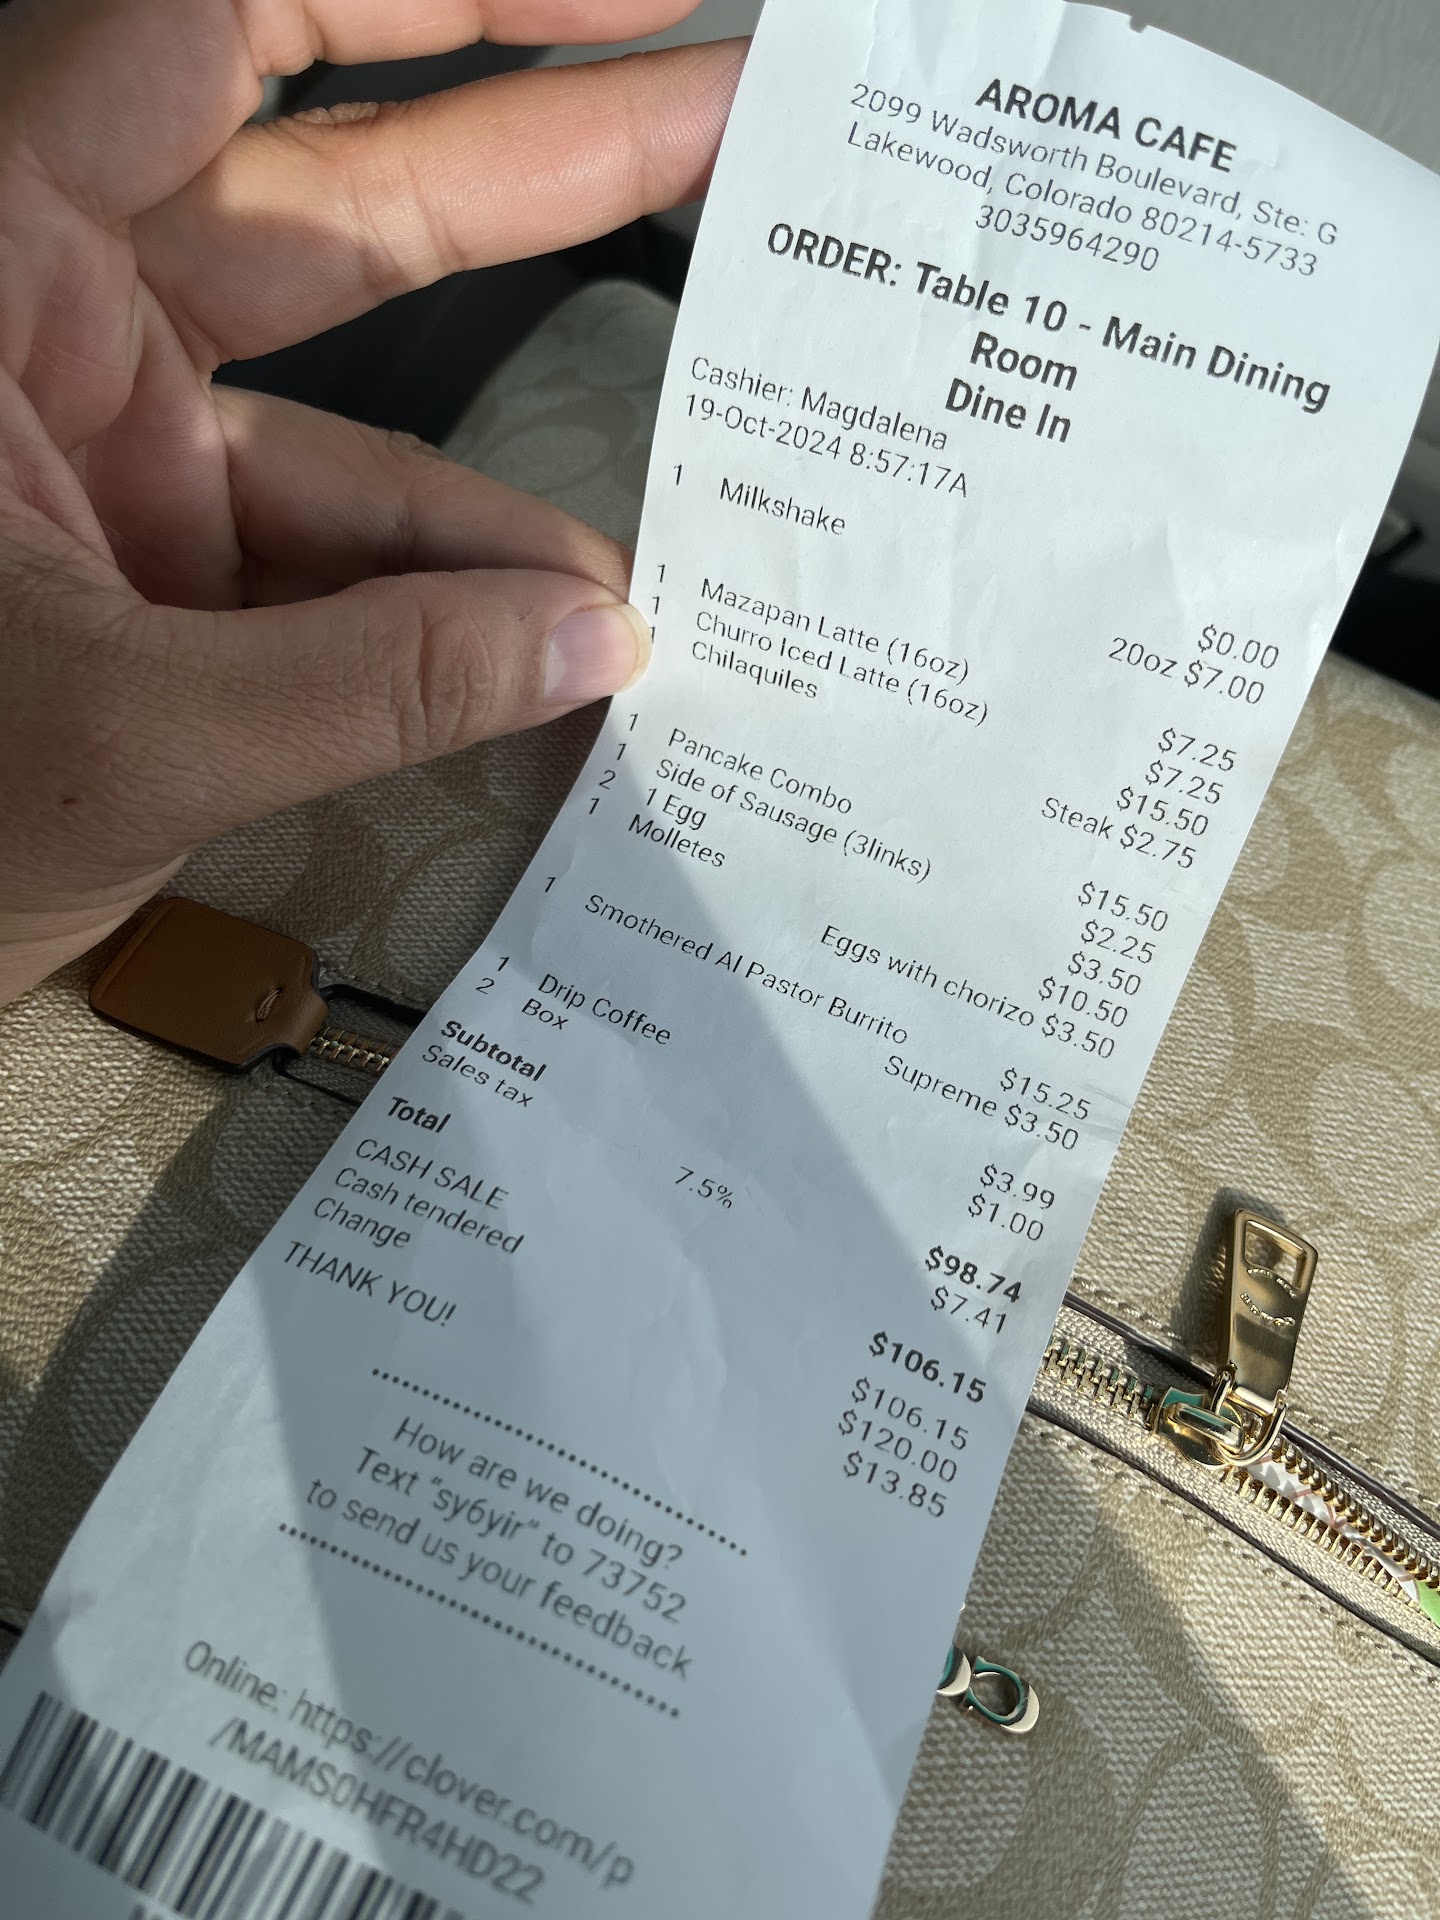 AROMA CAFE
2099 Wadsworth Boulevard, Ste: G
Lakewood, Colorado 80214-5733
3035964290
ORDER: Table 10 - Main Dining
Room
Dine In
Cashier: Magdalena
19-Oct-2024 8:57:17A
1 Milkshake $0.00
20oz $7.00
1 Mazapan Latte (16oz) $7.25
1 Churro Iced Latte (16oz) $7.25
1 Chilaquiles $15.50
Steak $2.75
1 Pancake Combo $15.50
1 Side of Sausage (3links) $2.25
2 1 Egg $3.50
1 Molletes $10.50
Eggs with chorizo $3.50
1 Smothered Al Pastor Burrito $15.25
Supreme $3.50
1 Drip Coffee $3.99
2 Box $1.00
Subtotal $98.74
Sales tax 7.5% $7.41
Total $106.15
CASH SALE $106.15
Cash tendered $120.00
Change $13.85
THANK YOU!
How are we doing?
Text "sy6yir" to 73752
to send us your feedback
Online: https://clover.com/p
/MAMS0HFR4HD22